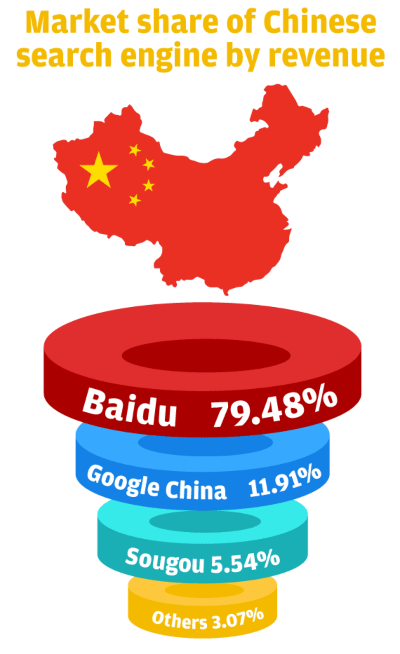 Market share of Chinese
search engine by revenue
Baidu 79.48%
Google China 11.91%
Sougou 5.54%
Others 3.07%